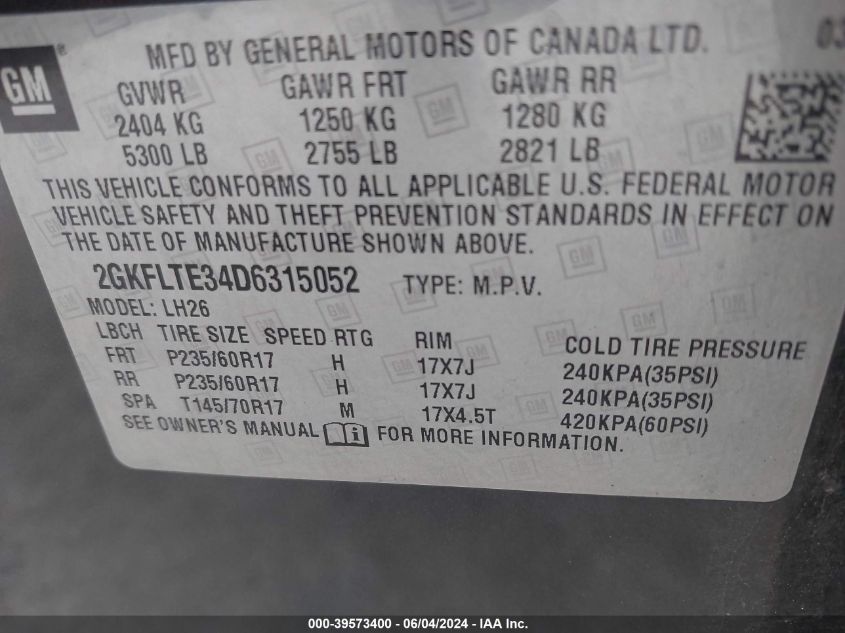 MFD BY GENERAL MOTORS OF CANADA LTD. 03
GM
GVWR GAWR FRT GAWR RR
2404 KG 1250 KG 1280 KG
5300 LB 2755 LB 2821 LB
THIS VEHICLE CONFORMS TO ALL APPLICABLE U.S. FEDERAL MOTOR
VEHICLE SAFETY AND THEFT PREVENTION STANDARDS IN EFFECT ON
THE DATE OF MANUFACTURE SHOWN ABOVE.
2GKFLTE34D6315052 TYPE: M.P.V.
MODEL: LH26
LBCH TIRE SIZE SPEED RTG RIM COLD TIRE PRESSURE
FRT P235/60R17 H 17X7J 240KPA(35PSI)
RR P235/60R17 H 17X7J 240KPA(35PSI)
SPA T145/70R17 M 17X4.5T 420KPA(60PSI)
SEE OWNER'S MANUAL i FOR MORE INFORMATION.
000-39573400 - 06/04/2024 - IAA Inc.